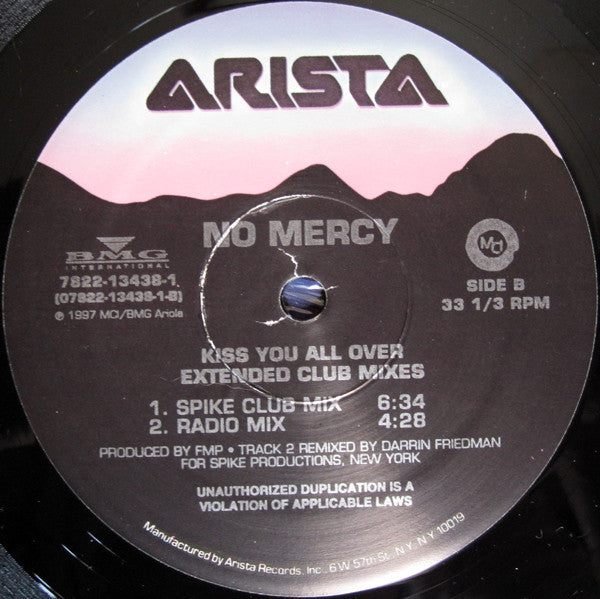 ARISTA
NO MERCY
BMG
INTERNATIONAL
7822-13438-1
(07822-13439-1-B)
℗ 1997 MCI/BMG Ariola
MCI
SIDE B
33 1/3 RPM
KISS YOU ALL OVER
EXTENDED CLUB MIXES
1. SPIKE CLUB MIX 6:34
2. RADIO MIX 4:28
PRODUCED BY FMP • TRACK 2 REMIXED BY DARRIN FRIEDMAN
FOR SPIKE PRODUCTIONS, NEW YORK
UNAUTHORIZED DUPLICATION IS A
VIOLATION OF APPLICABLE LAWS
Manufactured by Arista Records, Inc., 6 W 57th St., N.Y., N.Y 10019